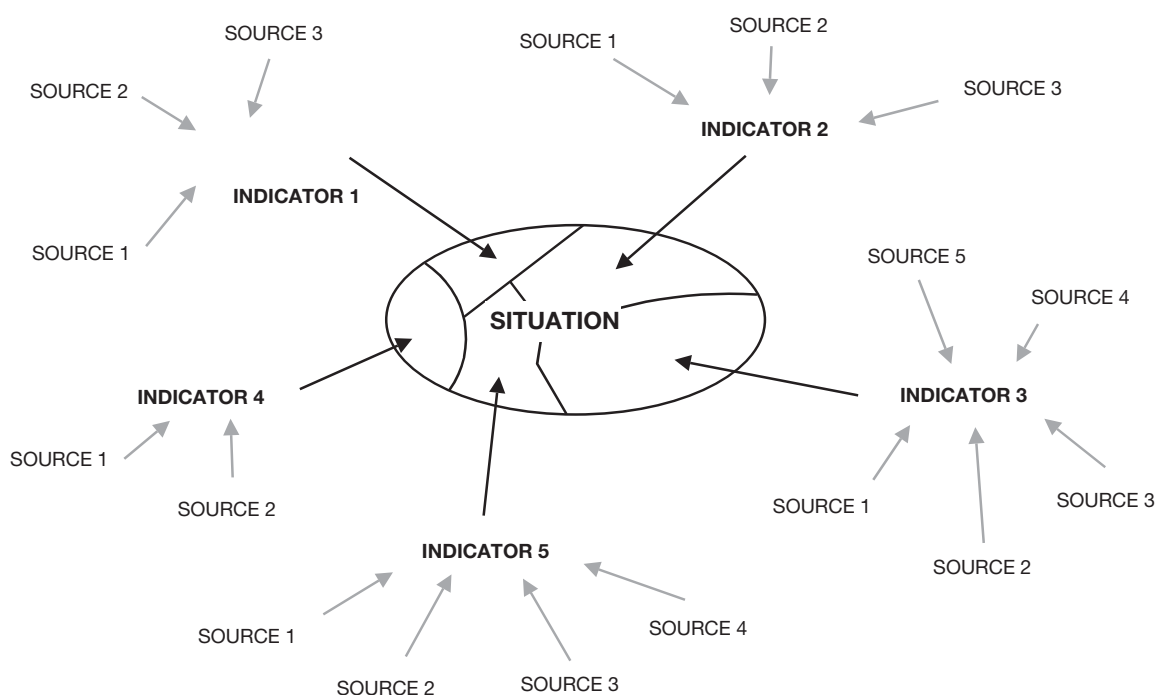 SOURCE 3
SOURCE 2
SOURCE 1
INDICATOR 1
SOURCE 1
SOURCE 2
SOURCE 3
INDICATOR 2
SITUATION
SOURCE 5
SOURCE 4
INDICATOR 3
SOURCE 1
SOURCE 3
SOURCE 2
INDICATOR 4
SOURCE 1
SOURCE 2
INDICATOR 5
SOURCE 1
SOURCE 2
SOURCE 3
SOURCE 4